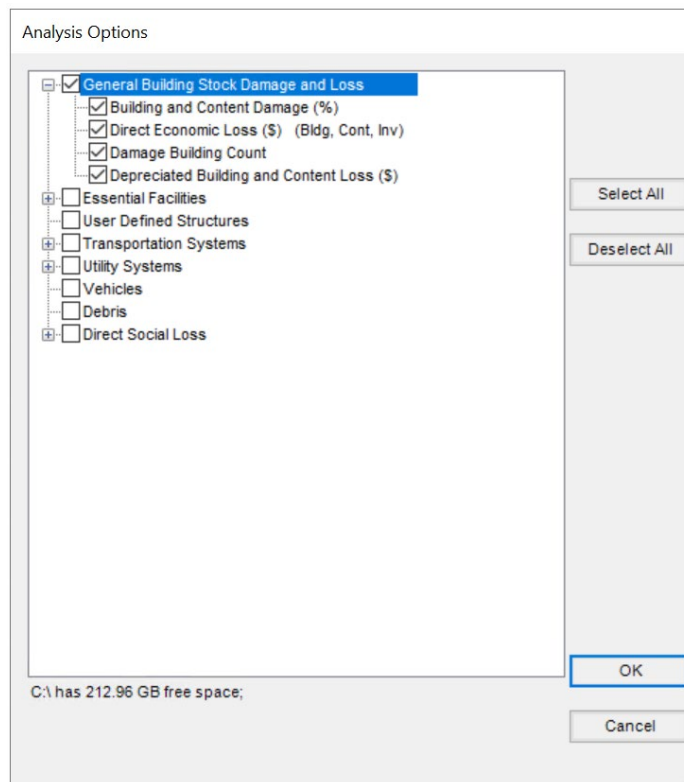 Analysis Options
General Building Stock Damage and Loss
Building and Content Damage (%)
Direct Economic Loss ($) (Bldg, Cont, Inv)
Damage Building Count
Depreciated Building and Content Loss ($)
Essential Facilities
User Defined Structures
Transportation Systems
Utility Systems
Vehicles
Debris
Direct Social Loss
Select All
Deselect All
OK
C:\ has 212.96 GB free space;
Cancel